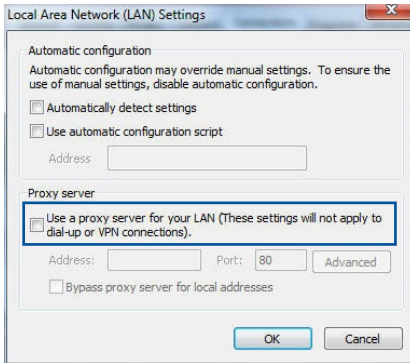 Local Area Network (LAN) Settings
Automatic configuration
Automatic configuration may override manual settings. To ensure the
use of manual settings, disable automatic configuration.
Automatically detect settings
Use automatic configuration script
Address
Proxy server
Use a proxy server for your LAN (These settings will not apply to
dial-up or VPN connections).
Address: Port: 80 Advanced
Bypass proxy server for local addresses
OK Cancel